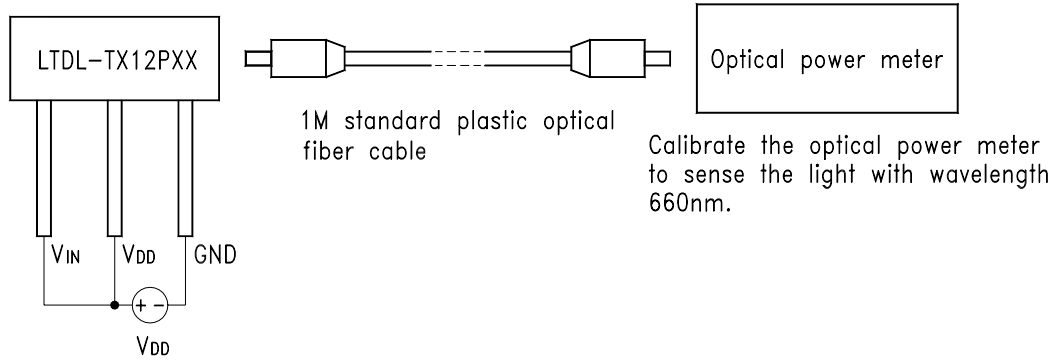 LTDL-TX12PXX
Optical power meter
1M standard plastic optical
fiber cable
Calibrate the optical power meter
to sense the light with wavelength
660nm.
VIN
VDD
GND
+ -
VDD